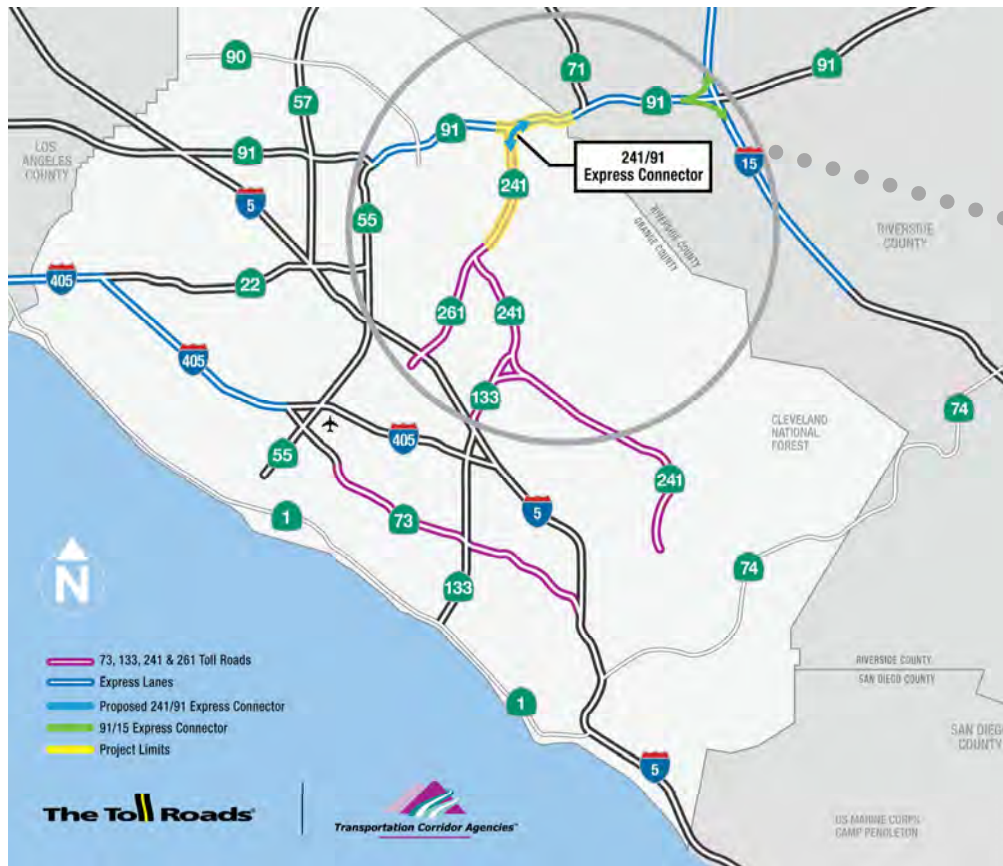 90
57
71
91
91
91
91
LOS
ANGELES
COUNTY
241/91
Express Connector
15
241
5
55
RIVERSIDE COUNTY
ORANGE COUNTY
RIVERSIDE
COUNTY
405
22
261
241
405
133
74
CLEVELAND
NATIONAL
FOREST
405
55
241
1
73
5
N
74
133
73, 133, 241 & 261 Toll Roads
Express Lanes
Proposed 241/91 Express Connector
91/15 Express Connector
Project Limits
RIVERSIDE COUNTY
SAN DIEGO COUNTY
1
SAN DIEGO
COUNTY
5
The Toll Roads
Transportation Corridor Agencies™
US MARINE CORPS
CAMP PENDLETON